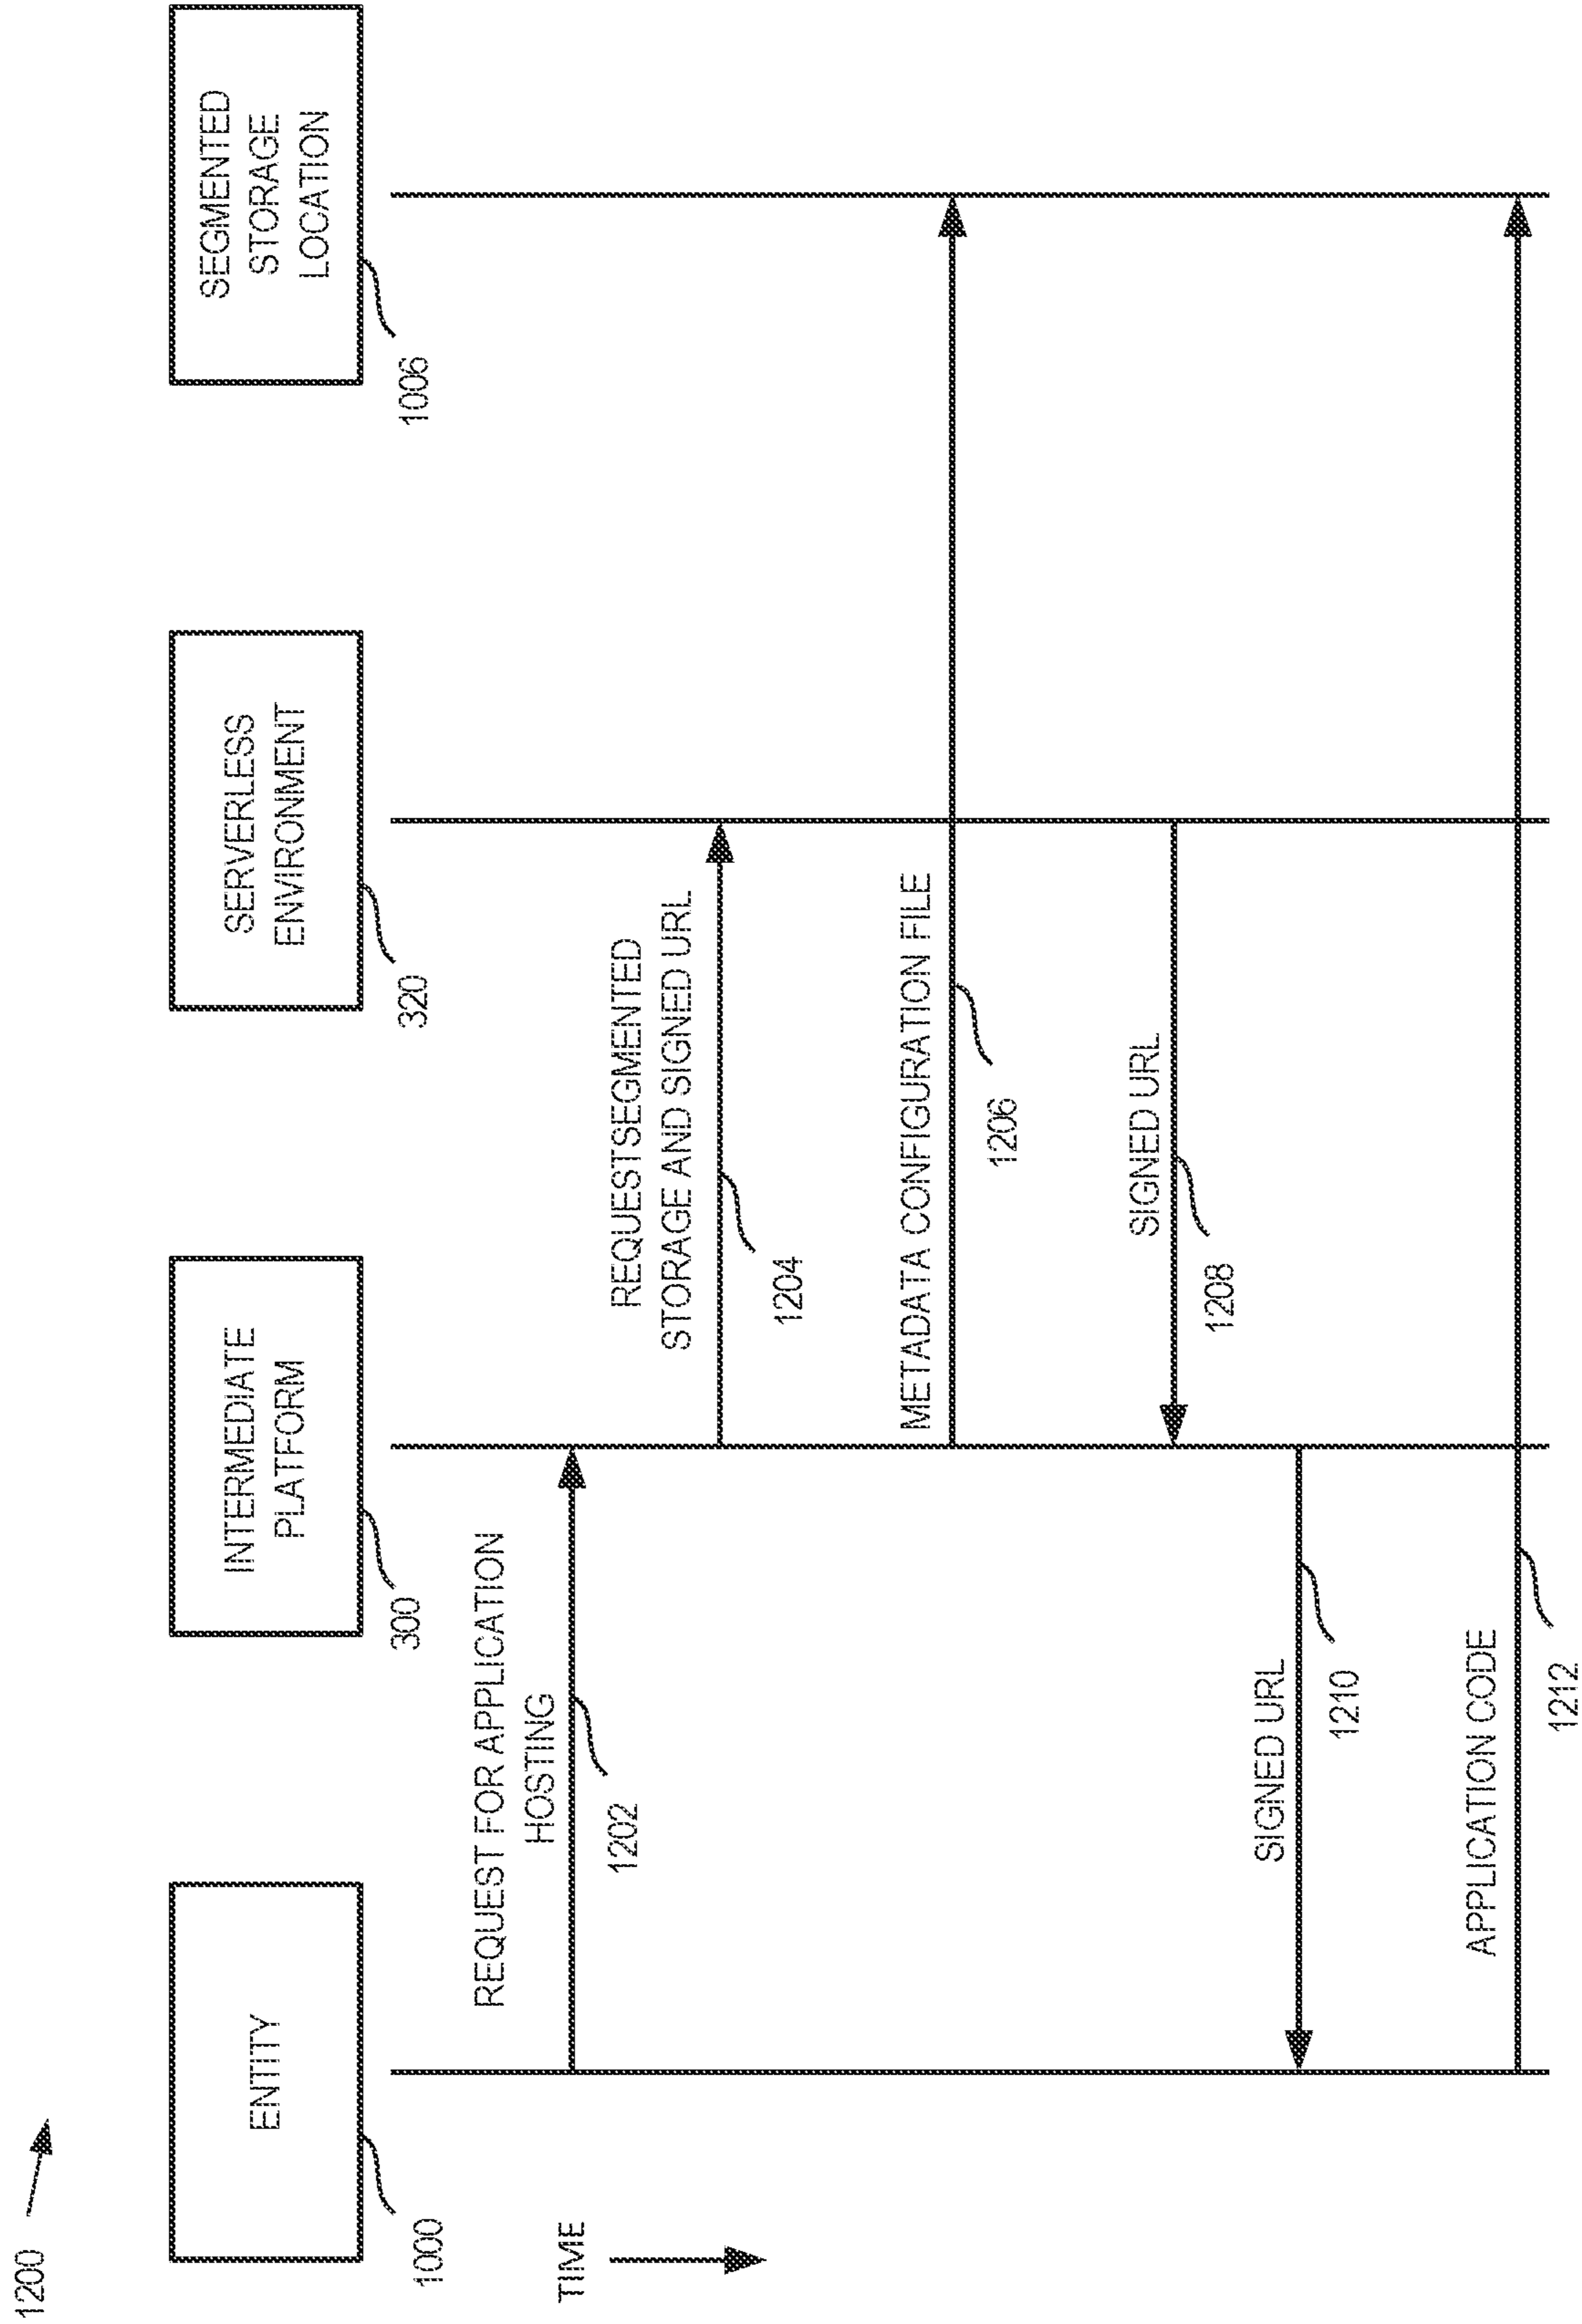 1200
ENTITY
1000
INTERMEDIATE
PLATFORM
300
SERVERLESS
ENVIRONMENT
320
SEGMENTED
STORAGE
LOCATION
1006
TIME
REQUEST FOR APPLICATION
HOSTING
1202
REQUESTSEGMENTED
STORAGE AND SIGNED URL
1204
METADATA CONFIGURATION FILE
1206
SIGNED URL
1208
SIGNED URL
1210
APPLICATION CODE
1212